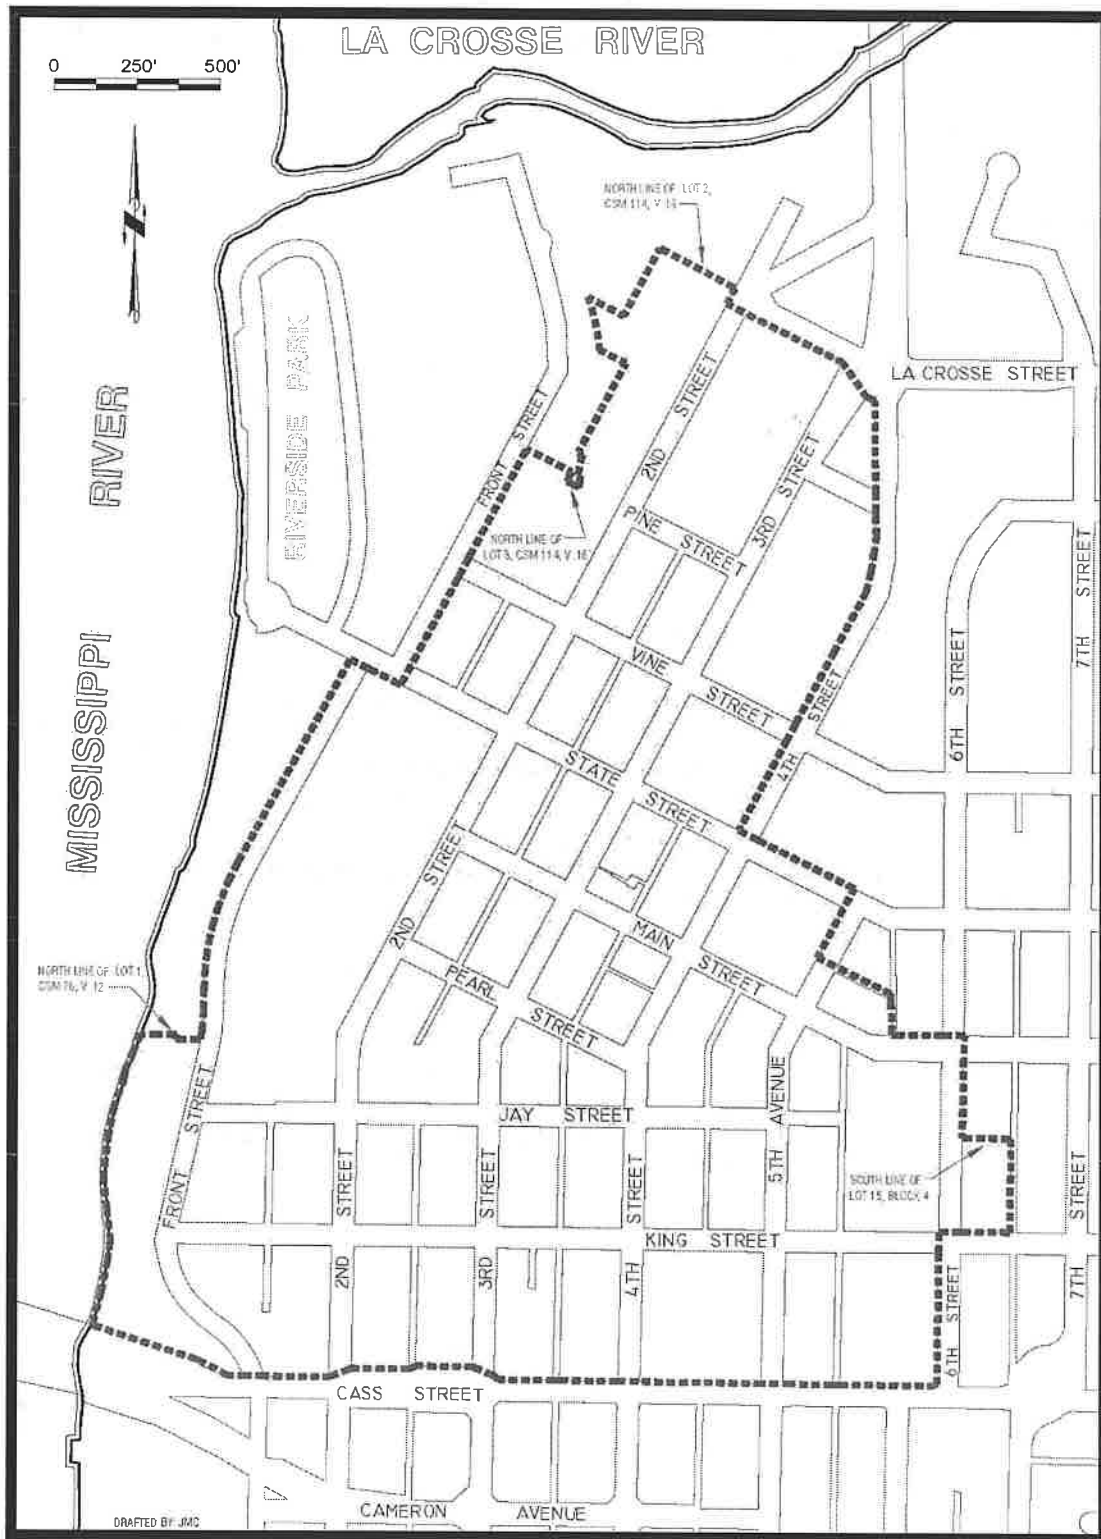 LA CROSSE RIVER
0 250' 500'
NORTH LINE OF LOT 2,
CSM 114, V 16
RIVERSIDE PARK
MISSISSIPPI RIVER
LA CROSSE STREET
FRONT STREET
2ND STREET
3RD STREET
PINE STREET
NORTH LINE OF
LOT 8, CSM 114, V. 16
7TH STREET
6TH STREET
VINE STREET
4TH STREET
STATE STREET
2ND STREET
MAIN STREET
PEARL STREET
NORTH LINE OF LOT 1,
CSM 76, V 12
FRONT STREET
JAY STREET
5TH AVENUE
2ND STREET
3RD STREET
4TH STREET
SOUTH LINE OF
LOT 15, BLOCK 4
7TH STREET
KING STREET
6TH STREET
CASS STREET
CAMERON AVENUE
DRAFTED BY: JMC